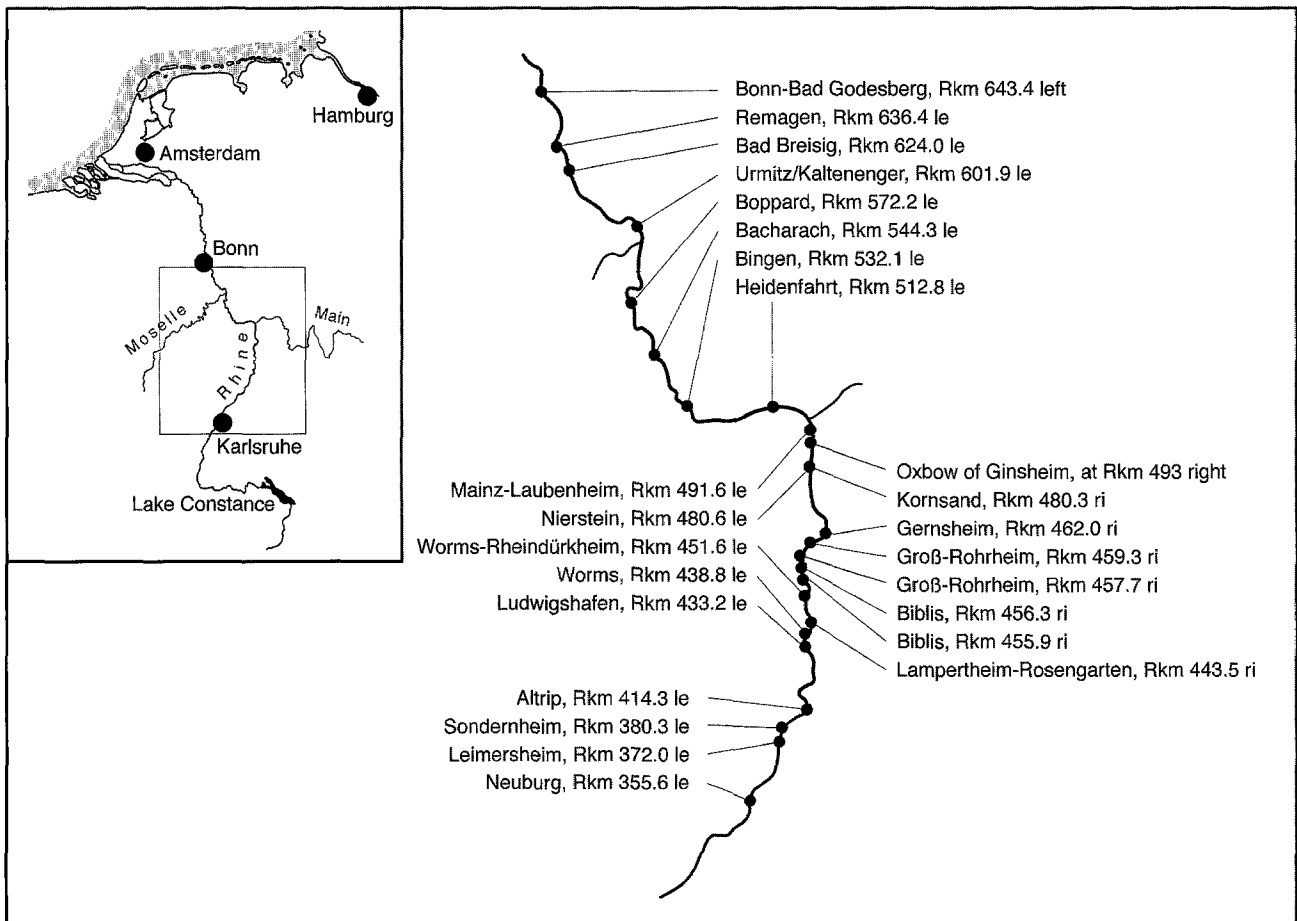 Hamburg
Amsterdam
Bonn
Moselle
Main
Rhine
Karlsruhe
Lake Constance
Bonn-Bad Godesberg, Rkm 643.4 left
Remagen, Rkm 636.4 le
Bad Breisig, Rkm 624.0 le
Urmitz/Kaltenenger, Rkm 601.9 le
Boppard, Rkm 572.2 le
Bacharach, Rkm 544.3 le
Bingen, Rkm 532.1 le
Heidenfahrt, Rkm 512.8 le
Mainz-Laubenheim, Rkm 491.6 le
Nierstein, Rkm 480.6 le
Worms-Rheindürkheim, Rkm 451.6 le
Worms, Rkm 438.8 le
Ludwigshafen, Rkm 433.2 le
Oxbow of Ginsheim, at Rkm 493 right
Kornsand, Rkm 480.3 ri
Gernsheim, Rkm 462.0 ri
Groß-Rohrheim, Rkm 459.3 ri
Groß-Rohrheim, Rkm 457.7 ri
Biblis, Rkm 456.3 ri
Biblis, Rkm 455.9 ri
Lampertheim-Rosengarten, Rkm 443.5 ri
Altrip, Rkm 414.3 le
Sondernheim, Rkm 380.3 le
Leimersheim, Rkm 372.0 le
Neuburg, Rkm 355.6 le